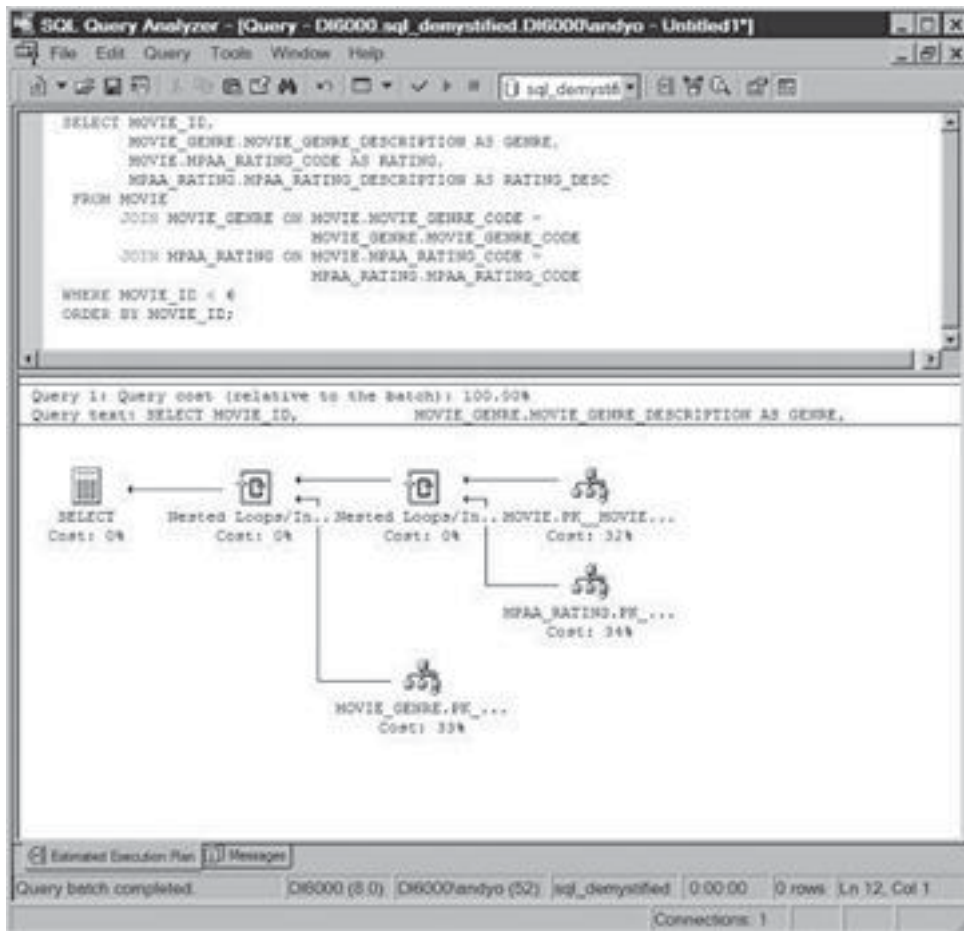 SQL Query Analyzer - [Query - DI6000.sql_demystified.DI6000\andyo - Untitled1*]
File Edit Query Tools Window Help
sql_demystifi
SELECT MOVIE_ID,
MOVIE_GENRE.MOVIE_GENRE_DESCRIPTION AS GENRE,
MOVIE.MPAA_RATING_CODE AS RATING,
MPAA_RATING.MPAA_RATING_DESCRIPTION AS RATING_DESC
FROM MOVIE
JOIN MOVIE_GENRE ON MOVIE.MOVIE_GENRE_CODE =
MOVIE_GENRE.MOVIE_GENRE_CODE
JOIN MPAA_RATING ON MOVIE.MPAA_RATING_CODE =
MPAA_RATING.MPAA_RATING_CODE
WHERE MOVIE_ID <
ORDER BY MOVIE_ID;
Query 1: Query cost (relative to the batch): 100.00%
Query text: SELECT MOVIE_ID, MOVIE_GENRE.MOVIE_GENRE_DESCRIPTION AS GENRE,
SELECT
Cost: 0%
Nested Loops/In...
Cost: 0%
Nested Loops/In...
Cost: 0%
MOVIE.PK__MOVIE...
Cost: 32%
MPAA_RATING.PK_...
Cost: 34%
MOVIE_GENRE.PK_...
Cost: 33%
Estimated Execution Plan Messages
Query batch completed. DI6000 (8.0) DI6000\andyo (52) sql_demystified 0:00:00 0 rows Ln 12, Col 1
Connections: 1